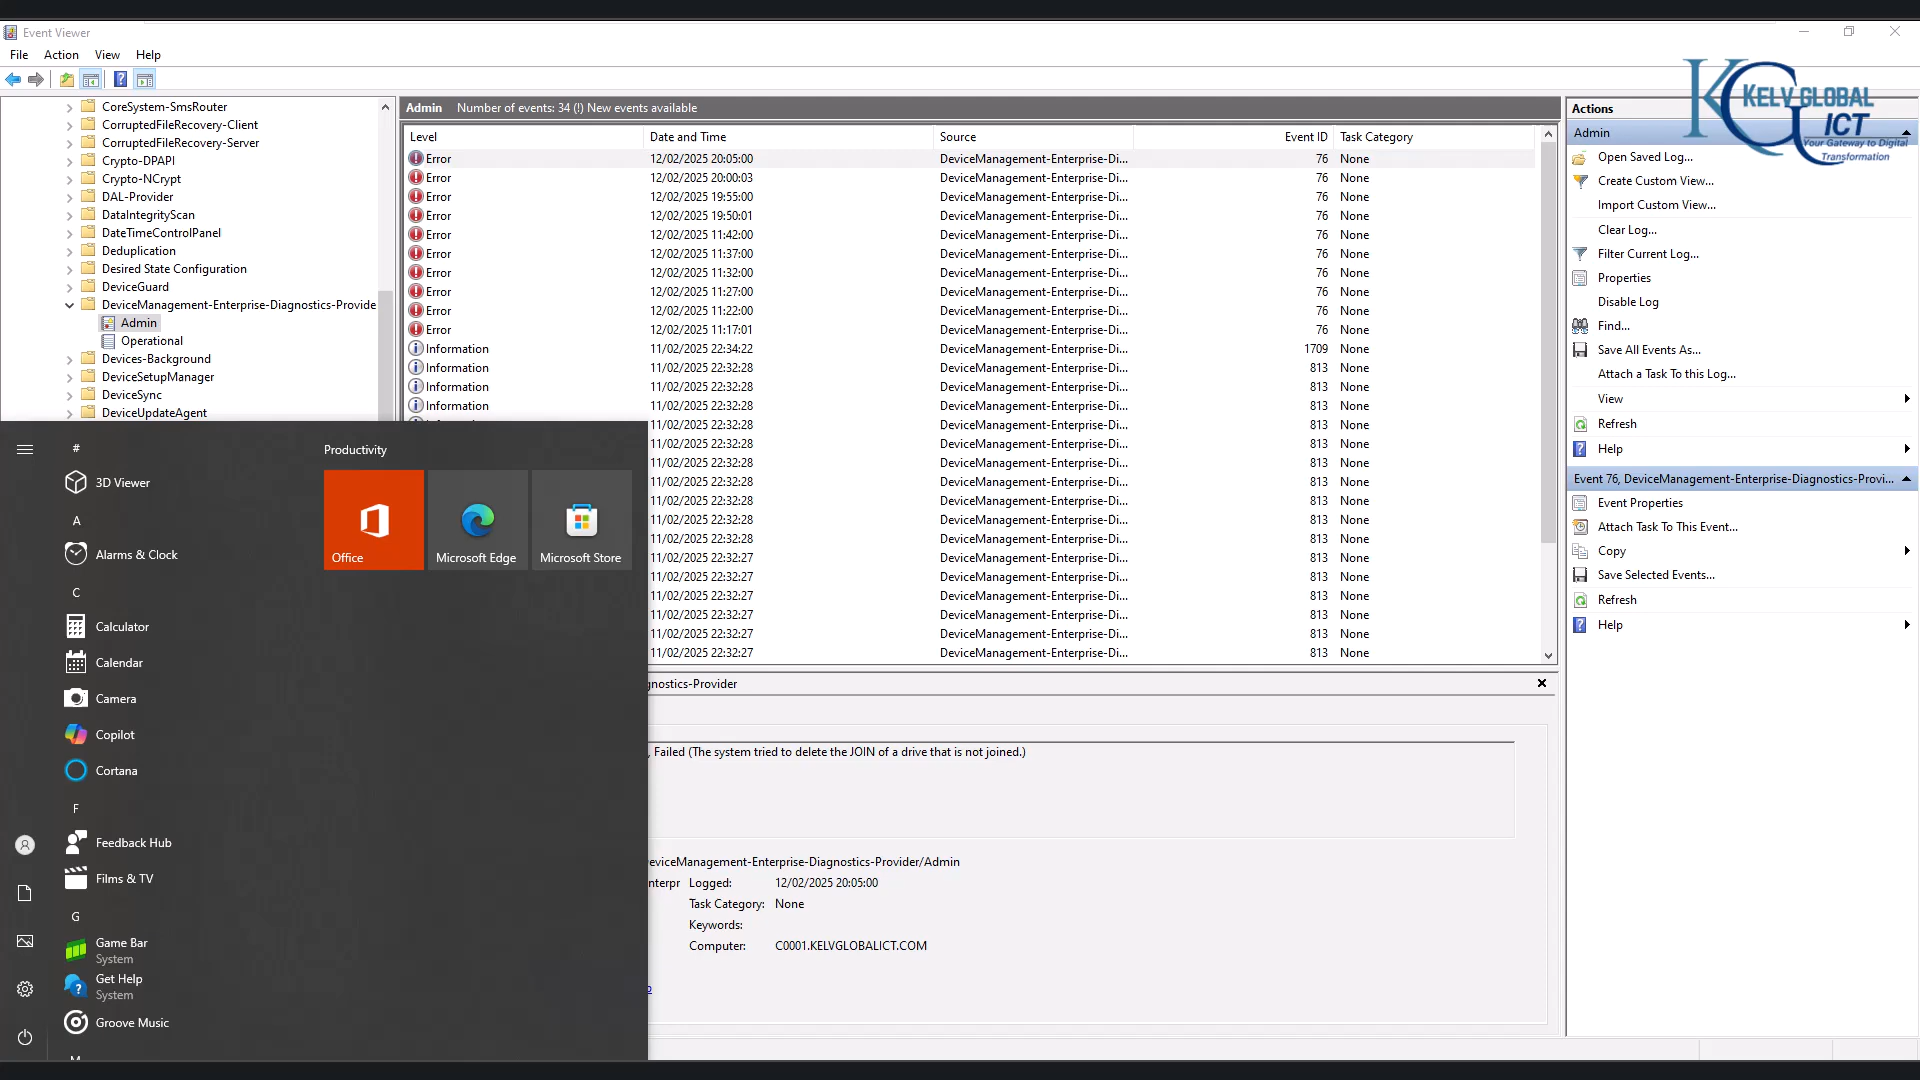 Event Viewer
File Action View Help
KELV GLOBAL
ICT
Your Gateway to Digital
Transformation
CoreSystem-SmsRouter
CorruptedFileRecovery-Client
CorruptedFileRecovery-Server
Crypto-DPAPI
Crypto-NCrypt
DAL-Provider
DataIntegrityScan
DateTimeControlPanel
Deduplication
Desired State Configuration
DeviceGuard
DeviceManagement-Enterprise-Diagnostics-Provide
Admin
Operational
Devices-Background
DeviceSetupManager
DeviceSync
DeviceUpdateAgent
Admin Number of events: 34 (!) New events available
Level Date and Time Source Event ID Task Category
Error 12/02/2025 20:05:00 DeviceManagement-Enterprise-Di... 76 None
Error 12/02/2025 20:00:03 DeviceManagement-Enterprise-Di... 76 None
Error 12/02/2025 19:55:00 DeviceManagement-Enterprise-Di... 76 None
Error 12/02/2025 19:50:01 DeviceManagement-Enterprise-Di... 76 None
Error 12/02/2025 11:42:00 DeviceManagement-Enterprise-Di... 76 None
Error 12/02/2025 11:37:00 DeviceManagement-Enterprise-Di... 76 None
Error 12/02/2025 11:32:00 DeviceManagement-Enterprise-Di... 76 None
Error 12/02/2025 11:27:00 DeviceManagement-Enterprise-Di... 76 None
Error 12/02/2025 11:22:00 DeviceManagement-Enterprise-Di... 76 None
Error 12/02/2025 11:17:01 DeviceManagement-Enterprise-Di... 76 None
Information 11/02/2025 22:34:22 DeviceManagement-Enterprise-Di... 1709 None
Information 11/02/2025 22:32:28 DeviceManagement-Enterprise-Di... 813 None
Information 11/02/2025 22:32:28 DeviceManagement-Enterprise-Di... 813 None
Information 11/02/2025 22:32:28 DeviceManagement-Enterprise-Di... 813 None
11/02/2025 22:32:28 DeviceManagement-Enterprise-Di... 813 None
11/02/2025 22:32:28 DeviceManagement-Enterprise-Di... 813 None
11/02/2025 22:32:28 DeviceManagement-Enterprise-Di... 813 None
11/02/2025 22:32:28 DeviceManagement-Enterprise-Di... 813 None
11/02/2025 22:32:28 DeviceManagement-Enterprise-Di... 813 None
11/02/2025 22:32:28 DeviceManagement-Enterprise-Di... 813 None
11/02/2025 22:32:28 DeviceManagement-Enterprise-Di... 813 None
11/02/2025 22:32:27 DeviceManagement-Enterprise-Di... 813 None
11/02/2025 22:32:27 DeviceManagement-Enterprise-Di... 813 None
11/02/2025 22:32:27 DeviceManagement-Enterprise-Di... 813 None
11/02/2025 22:32:27 DeviceManagement-Enterprise-Di... 813 None
11/02/2025 22:32:27 DeviceManagement-Enterprise-Di... 813 None
11/02/2025 22:32:27 DeviceManagement-Enterprise-Di... 813 None
gnostics-Provider
, Failed (The system tried to delete the JOIN of a drive that is not joined.)
eviceManagement-Enterprise-Diagnostics-Provider/Admin
nterpr Logged: 12/02/2025 20:05:00
Task Category: None
Keywords:
Computer: C0001.KELVGLOBALICT.COM
Actions
Admin
Open Saved Log...
Create Custom View...
Import Custom View...
Clear Log...
Filter Current Log...
Properties
Disable Log
Find...
Save All Events As...
Attach a Task To this Log...
View
Refresh
Help
Event 76, DeviceManagement-Enterprise-Diagnostics-Provi...
Event Properties
Attach Task To This Event...
Copy
Save Selected Events...
Refresh
Help
#
3D Viewer
A
Alarms & Clock
C
Calculator
Calendar
Camera
Copilot
Cortana
F
Feedback Hub
Films & TV
G
Game Bar
System
Get Help
System
Groove Music
M
Productivity
Office
Microsoft Edge
Microsoft Store